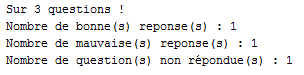 Sur 3 questions !
Nombre de bonne(s) reponse(s) : 1
Nombre de mauvaise(s) reponse(s) : 1
Nombre de question(s) non répondue(s) : 1